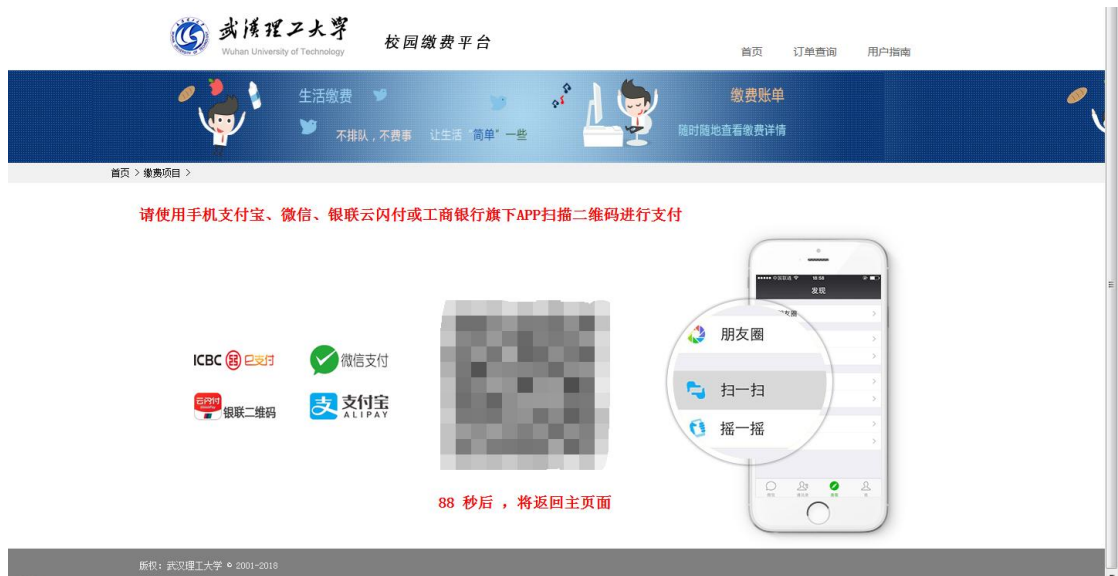 武汉理工大学
Wuhan University of Technology
校园缴费平台
首页 订单查询 用户指南
生活缴费
不排队，不费事 让生活“简单”一些
缴费账单
随时随地查看缴费详情
首页 > 缴费项目 >
请使用手机支付宝、微信、银联云闪付或工商银行旗下APP扫描二维码进行支付
发现
朋友圈
扫一扫
摇一摇
ICBC e支付
微信支付
云闪付
银联二维码
支 支付宝
ALIPAY
88 秒后 ，将返回主页面
版权：武汉理工大学 © 2001-2018